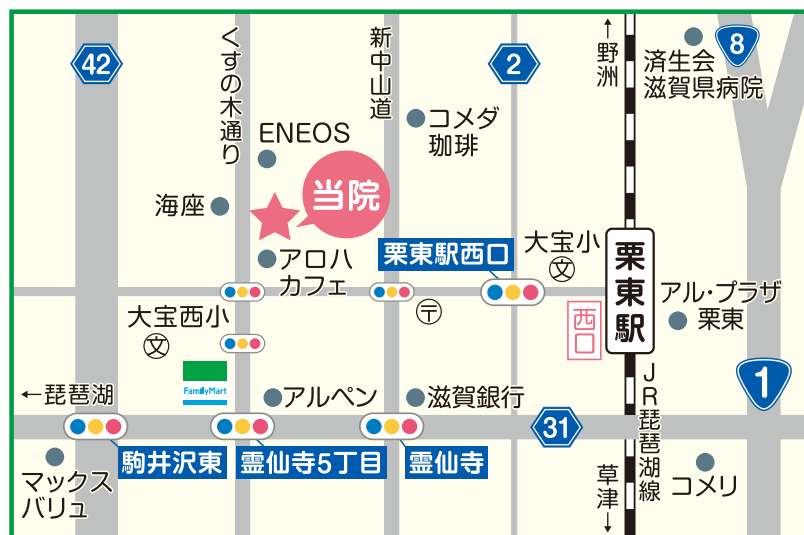 42
くすの木通り
新中山道
2
↑野洲
済生会
滋賀県病院
8
ENEOS
コメダ
珈琲
当院
海座
アロハ
カフェ
栗東駅西口
大宝小
文
栗東駅
西口
アル・プラザ
栗東
〒
大宝西小
文
FamilyMart
←琵琶湖
アルペン
滋賀銀行
31
JR琵琶湖線
1
駒井沢東
霊仙寺5丁目
霊仙寺
マックス
バリュ
草津↓
コメリ